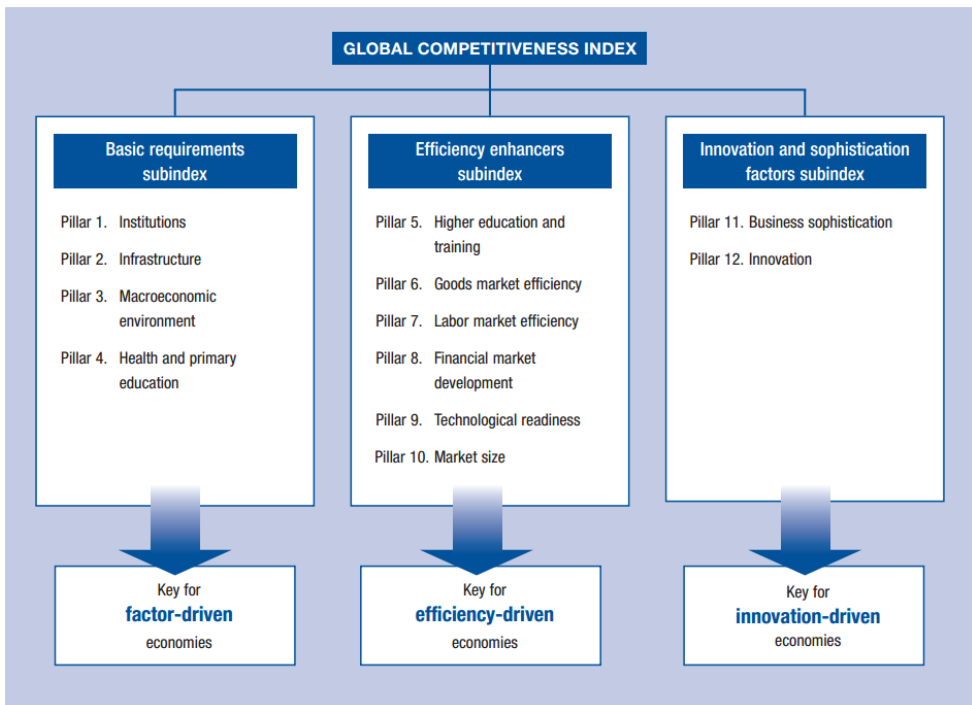 GLOBAL COMPETITIVENESS INDEX
Basic requirements
subindex
Pillar 1. Institutions
Pillar 2. Infrastructure
Pillar 3. Macroeconomic
environment
Pillar 4. Health and primary
education
Key for
factor-driven
economies
Efficiency enhancers
subindex
Pillar 5. Higher education and
training
Pillar 6. Goods market efficiency
Pillar 7. Labor market efficiency
Pillar 8. Financial market
development
Pillar 9. Technological readiness
Pillar 10. Market size
Key for
efficiency-driven
economies
Innovation and sophistication
factors subindex
Pillar 11. Business sophistication
Pillar 12. Innovation
Key for
innovation-driven
economies